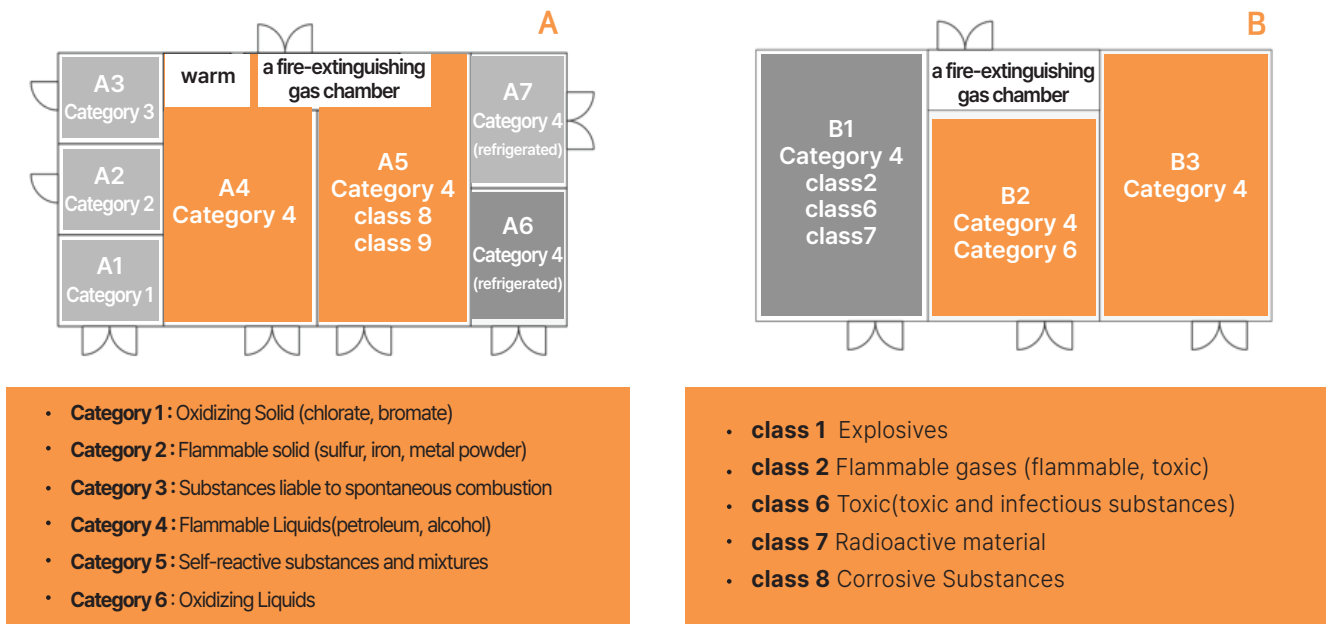 A
A3
Category 3
A2
Category 2
A1
Category 1
warm
a fire-extinguishing
gas chamber
A4
Category 4
A5
Category 4
class 8
class 9
A7
Category 4
(refrigerated)
A6
Category 4
(refrigerated)
B
B1
Category 4
class2
class6
class7
a fire-extinguishing
gas chamber
B2
Category 4
Category 6
B3
Category 4
• Category 1 : Oxidizing Solid (chlorate, bromate)
• Category 2 : Flammable solid (sulfur, iron, metal powder)
• Category 3 : Substances liable to spontaneous combustion
• Category 4 : Flammable Liquids(petroleum, alcohol)
• Category 5 : Self-reactive substances and mixtures
• Category 6 : Oxidizing Liquids
• class 1 Explosives
• class 2 Flammable gases (flammable, toxic)
• class 6 Toxic(toxic and infectious substances)
• class 7 Radioactive material
• class 8 Corrosive Substances